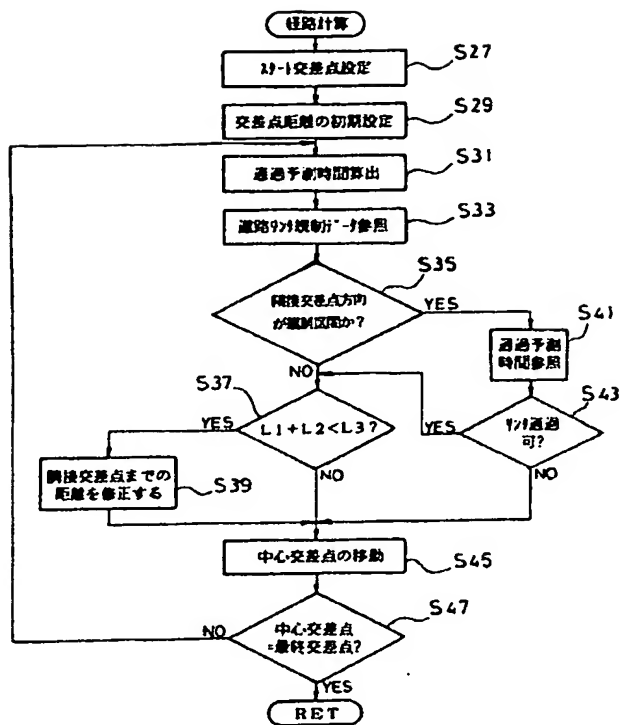 経路計算
S27
スタート交差点設定
S29
交差点距離の初期設定
S31
通過予測時間算出
S33
道路リンク規制データ参照
S35
隣接交差点方向
が規制区間か?
YES
S41
通過予測
時間参照
NO
S37
S43
YES
L1+L2<L3?
YES
リンク通過
可?
隣接交差点までの
距離を修正する
S39
NO
NO
中心交差点の移動
S45
S47
NO
中心交差点
=最終交差点?
YES
RET